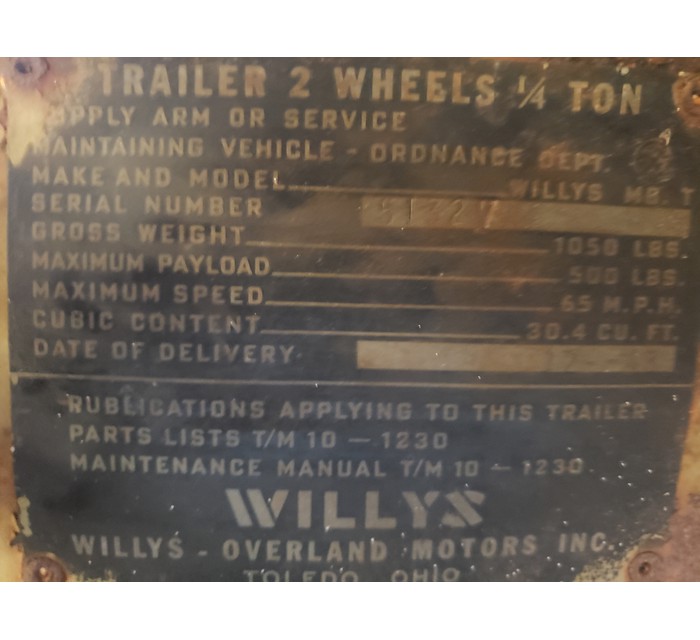 TRAILER 2 WHEELS 1/4 TON
SUPPLY ARM OR SERVICE
MAINTAINING VEHICLE - ORDNANCE DEPT.
MAKE AND MODEL WILLYS MB. T
SERIAL NUMBER
GROSS WEIGHT 1050 LBS.
MAXIMUM PAYLOAD 500 LBS.
MAXIMUM SPEED 65 M.P.H.
CUBIC CONTENT 30.4 CU. FT.
DATE OF DELIVERY
PUBLICATIONS APPLYING TO THIS TRAILER
PARTS LISTS T/M 10 — 1230
MAINTENANCE MANUAL T/M 10 — 1230
WILLYS
WILLYS - OVERLAND MOTORS INC.
TOLEDO, OHIO